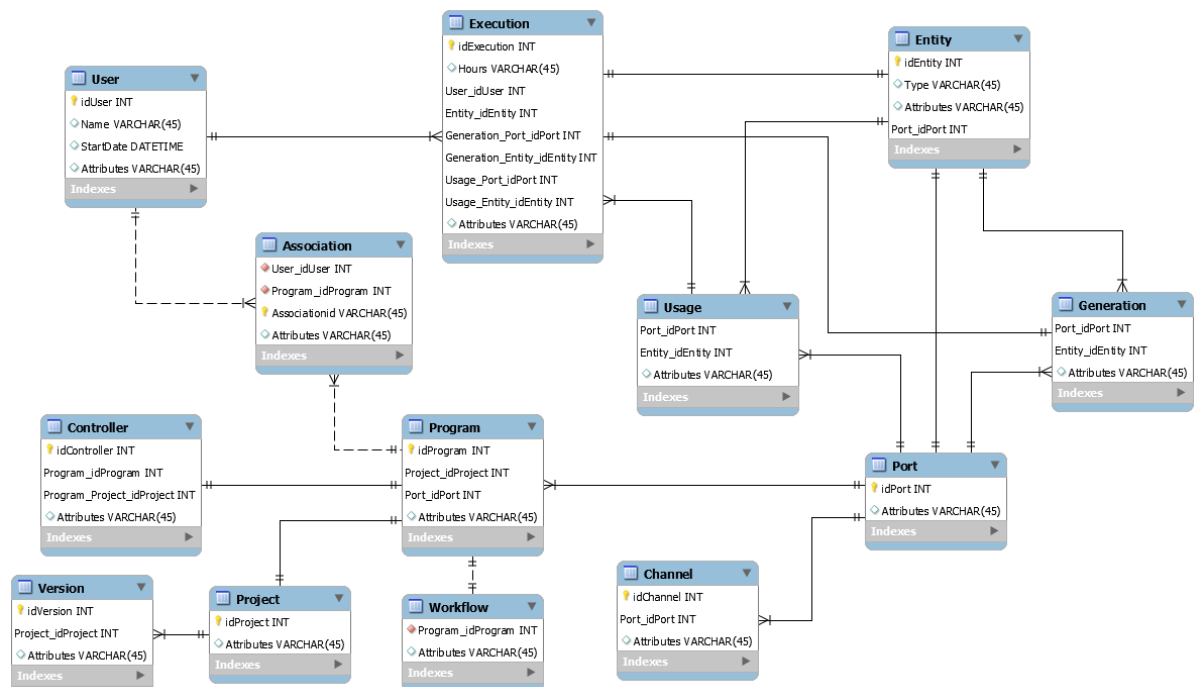 Execution
idExecution INT
Hours VARCHAR(45)
User_idUser INT
Entity_idEntity INT
Generation_Port_idPort INT
Generation_Entity_idEntity INT
Usage_Port_idPort INT
Usage_Entity_idEntity INT
Attributes VARCHAR(45)
Indexes
Entity
idEntity INT
Type VARCHAR(45)
Attributes VARCHAR(45)
Port_idPort INT
Indexes
User
idUser INT
Name VARCHAR(45)
StartDate DATETIME
Attributes VARCHAR(45)
Indexes
Association
User_idUser INT
Program_idProgram INT
Associationid VARCHAR(45)
Attributes VARCHAR(45)
Indexes
Usage
Port_idPort INT
Entity_idEntity INT
Attributes VARCHAR(45)
Indexes
Generation
Port_idPort INT
Entity_idEntity INT
Attributes VARCHAR(45)
Indexes
Controller
idController INT
Program_idProgram INT
Program_Project_idProject INT
Attributes VARCHAR(45)
Indexes
Program
idProgram INT
Project_idProject INT
Port_idPort INT
Attributes VARCHAR(45)
Indexes
Port
idPort INT
Attributes VARCHAR(45)
Indexes
Version
idVersion INT
Project_idProject INT
Attributes VARCHAR(45)
Indexes
Project
idProject INT
Attributes VARCHAR(45)
Indexes
Workflow
Program_idProgram INT
Attributes VARCHAR(45)
Indexes
Channel
idChannel INT
Port_idPort INT
Attributes VARCHAR(45)
Indexes